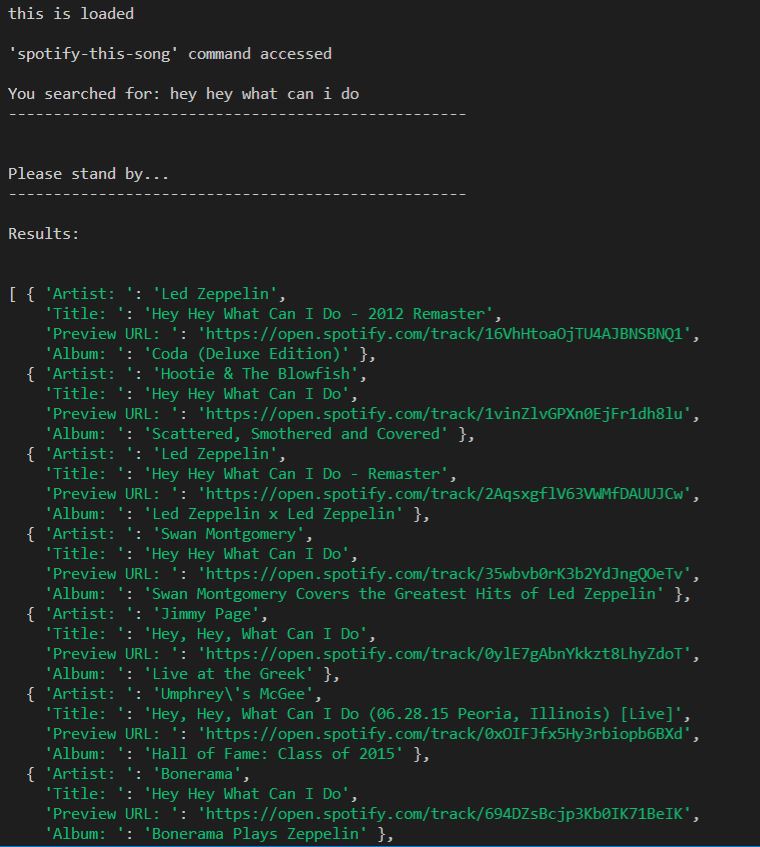 this is loaded
'spotify-this-song' command accessed
You searched for: hey hey what can i do
---------------------------------------------------
Please stand by...
---------------------------------------------------
Results:
[ { 'Artist: ': 'Led Zeppelin',
'Title: ': 'Hey Hey What Can I Do - 2012 Remaster',
'Preview URL: ': 'https://open.spotify.com/track/16VhHtoaOjTU4AJBNSBNQ1',
'Album: ': 'Coda (Deluxe Edition)' },
{ 'Artist: ': 'Hootie & The Blowfish',
'Title: ': 'Hey Hey What Can I Do',
'Preview URL: ': 'https://open.spotify.com/track/1vinZlvGPXn0EjFr1dh8lu',
'Album: ': 'Scattered, Smothered and Covered' },
{ 'Artist: ': 'Led Zeppelin',
'Title: ': 'Hey Hey What Can I Do - Remaster',
'Preview URL: ': 'https://open.spotify.com/track/2AqsxgflV63VWMfDAUUJCw',
'Album: ': 'Led Zeppelin x Led Zeppelin' },
{ 'Artist: ': 'Swan Montgomery',
'Title: ': 'Hey Hey What Can I Do',
'Preview URL: ': 'https://open.spotify.com/track/35wbvb0rK3b2YdJngQOeTv',
'Album: ': 'Swan Montgomery Covers the Greatest Hits of Led Zeppelin' },
{ 'Artist: ': 'Jimmy Page',
'Title: ': 'Hey, Hey, What Can I Do',
'Preview URL: ': 'https://open.spotify.com/track/0ylE7gAbnYkkzt8LhyZdoT',
'Album: ': 'Live at the Greek' },
{ 'Artist: ': 'Umphrey\'s McGee',
'Title: ': 'Hey, Hey, What Can I Do (06.28.15 Peoria, Illinois) [Live]',
'Preview URL: ': 'https://open.spotify.com/track/0xOIFJfx5Hy3rbiopb6BXd',
'Album: ': 'Hall of Fame: Class of 2015' },
{ 'Artist: ': 'Bonerama',
'Title: ': 'Hey Hey What Can I Do',
'Preview URL: ': 'https://open.spotify.com/track/694DZsBcjp3Kb0IK71BeIK',
'Album: ': 'Bonerama Plays Zeppelin' },